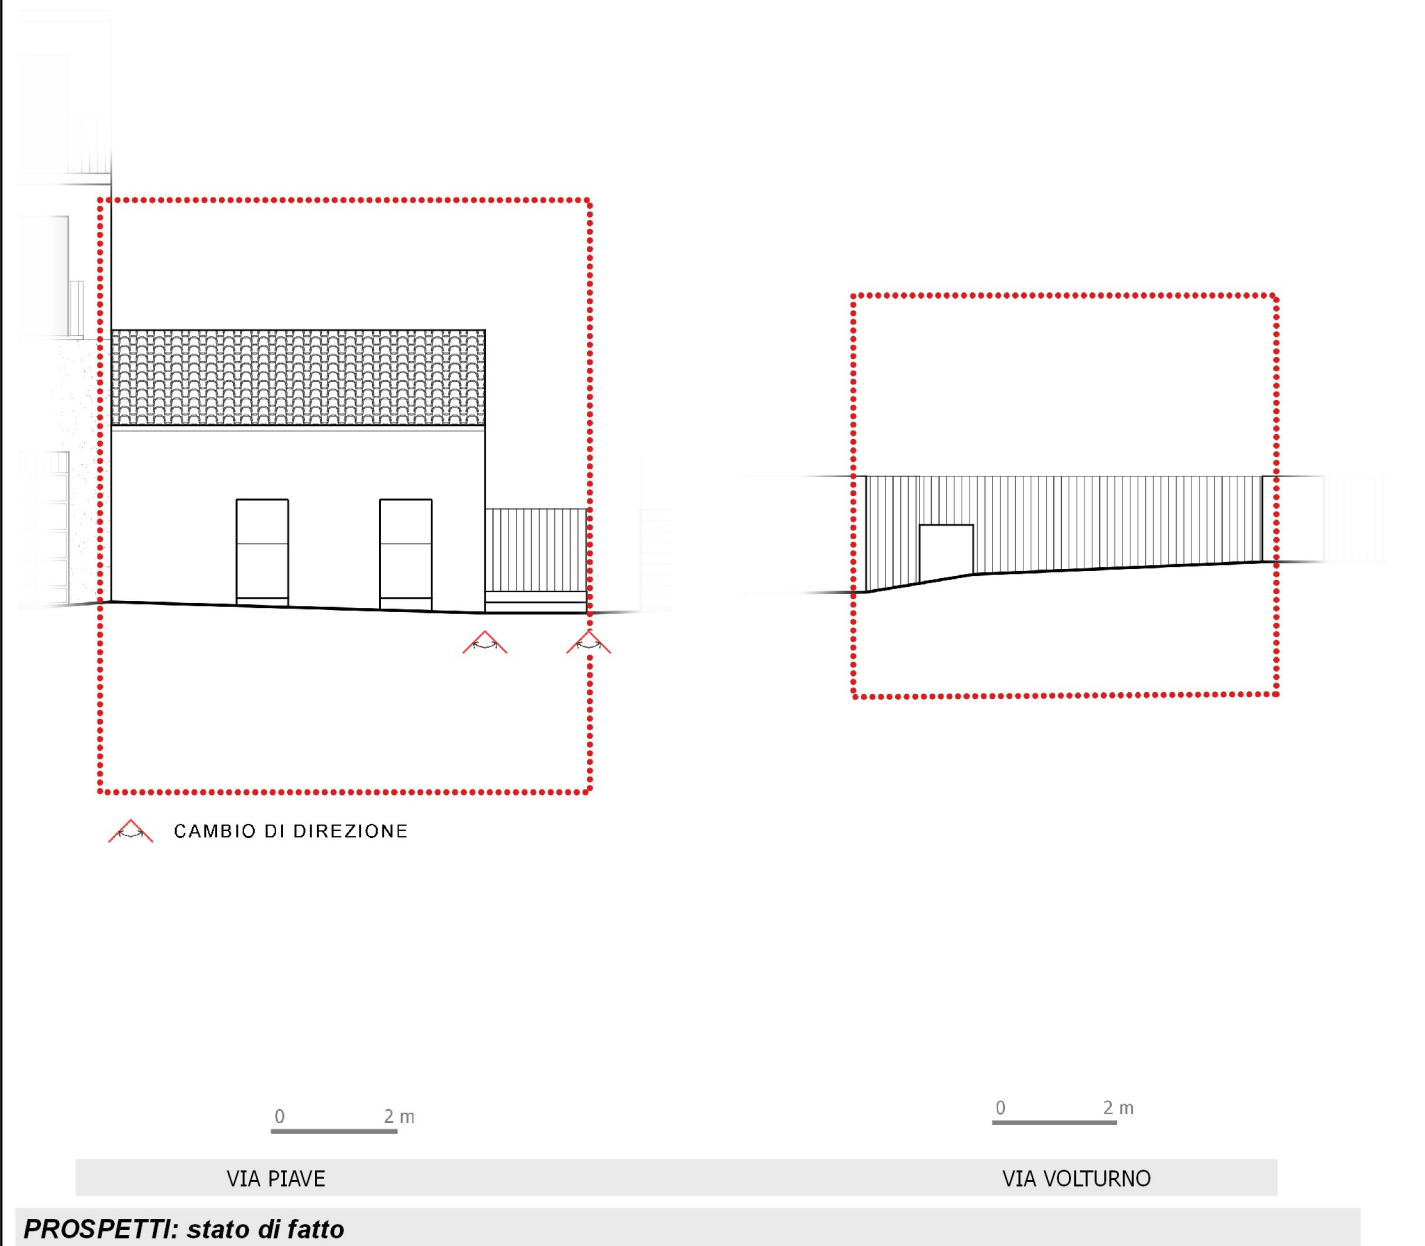 CAMBIO DI DIREZIONE
0 2 m
0 2 m
VIA PIAVE
VIA VOLTURNO
PROSPETTI: stato di fatto